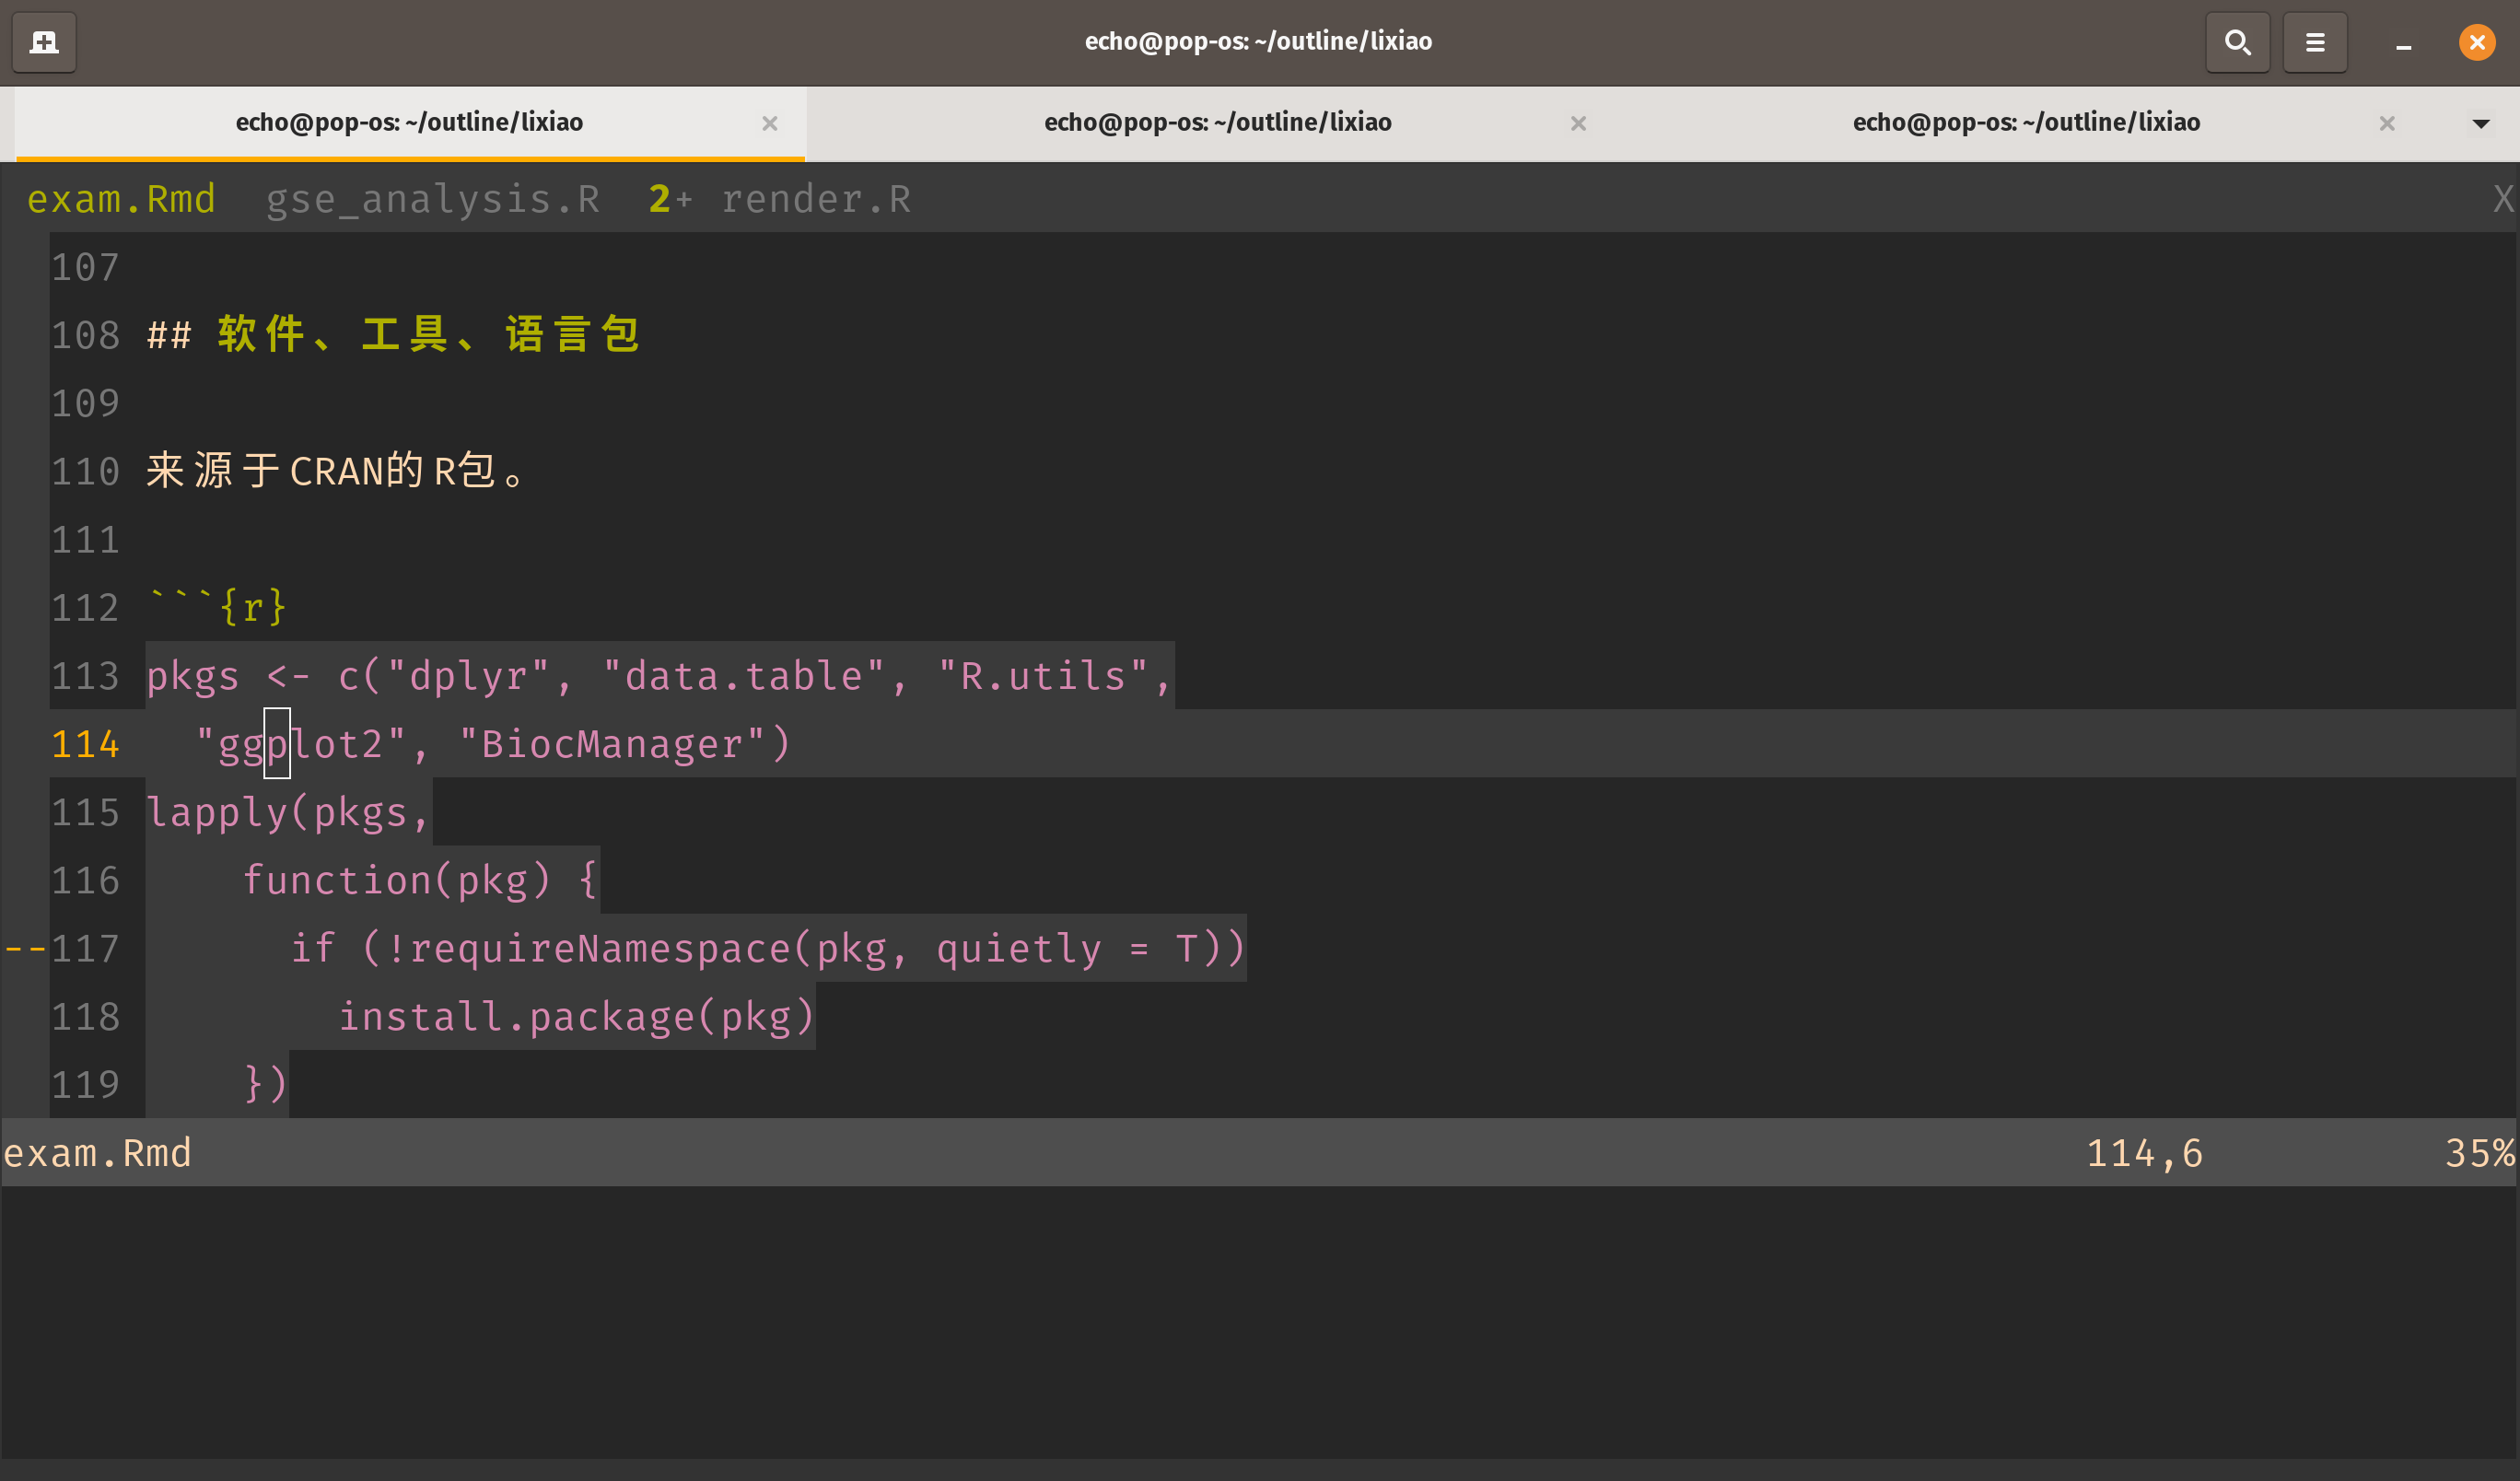 echo@pop-os: ~/outline/lixiao
echo@pop-os: ~/outline/lixiao echo@pop-os: ~/outline/lixiao echo@pop-os: ~/outline/lixiao
exam.Rmd gse_analysis.R 2+ render.R X
107
108 ## 软件、工具、语言包
109
110 来源于CRAN的R包。
111
112 ```{r}
113 pkgs <- c("dplyr", "data.table", "R.utils",
114   "ggplot2", "BiocManager")
115 lapply(pkgs,
116     function(pkg) {
--117       if (!requireNamespace(pkg, quietly = T))
118         install.package(pkg)
119     })
exam.Rmd 114,6 35%